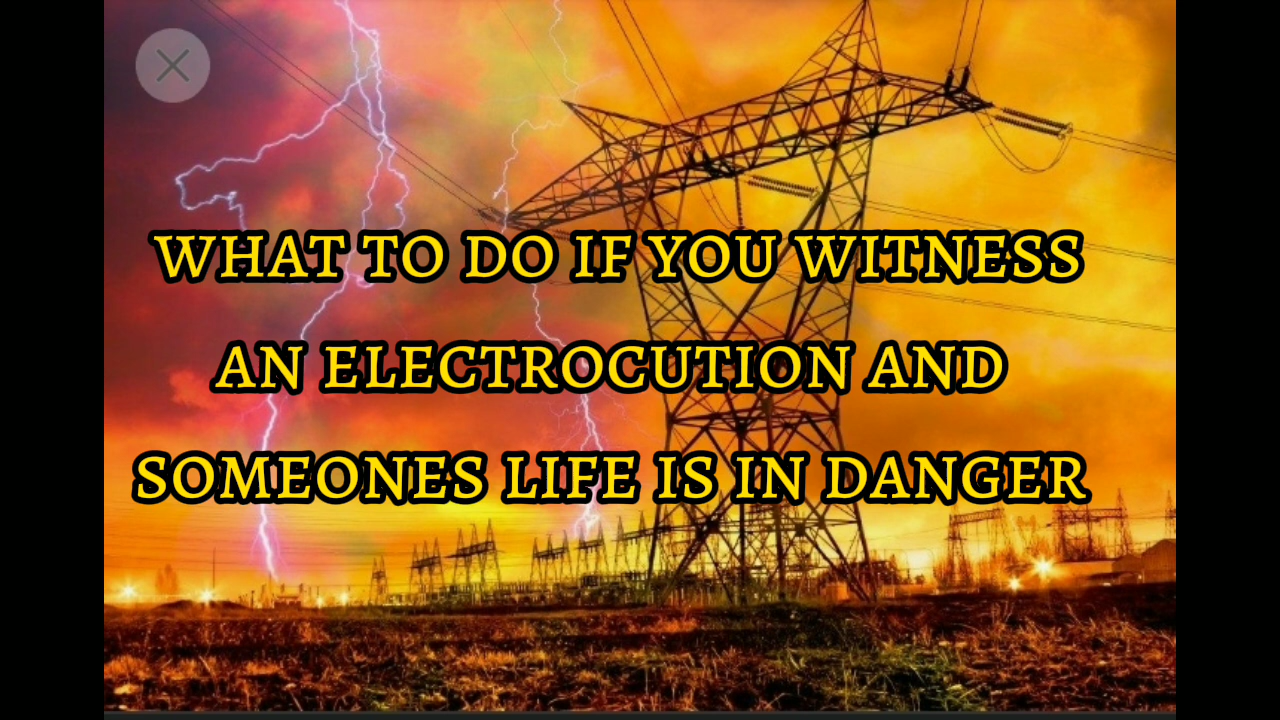 WHAT TO DO IF YOU WITNESS
AN ELECTROCUTION AND
SOMEONES LIFE IS IN DANGER